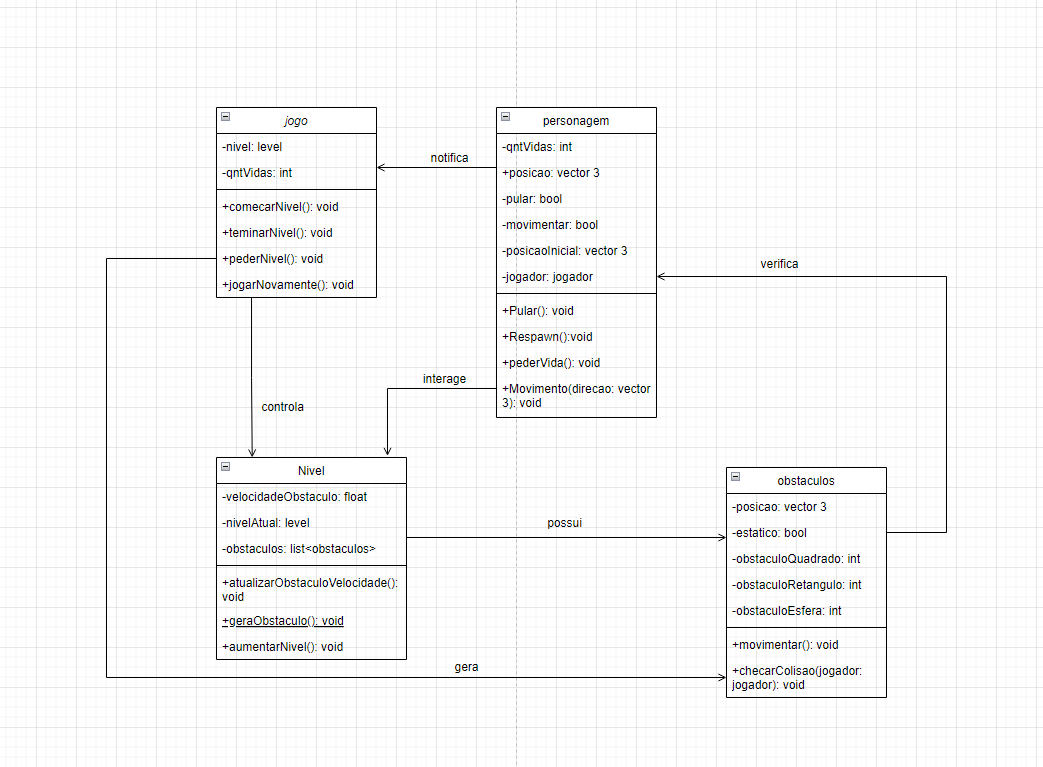 jogo
-nivel: level
-qntVidas: int
+comecarNivel(): void
+teminarNivel(): void
+pederNivel(): void
+jogarNovamente(): void
notifica
personagem
-qntVidas: int
+posicao: vector 3
-pular: bool
-movimentar: bool
-posicaoInicial: vector 3
-jogador: jogador
+Pular(): void
+Respawn():void
+pederVida(): void
+Movimento(direcao: vector
3): void
verifica
interage
controla
Nivel
-velocidadeObstaculo: float
-nivelAtual: level
-obstaculos: list<obstaculos>
+atualizarObstaculoVelocidade():
void
+geraObstaculo(): void
+aumentarNivel(): void
possui
gera
obstaculos
-posicao: vector 3
-estatico: bool
-obstaculoQuadrado: int
-obstaculoRetangulo: int
-obstaculoEsfera: int
+movimentar(): void
+checarColisao(jogador:
jogador): void